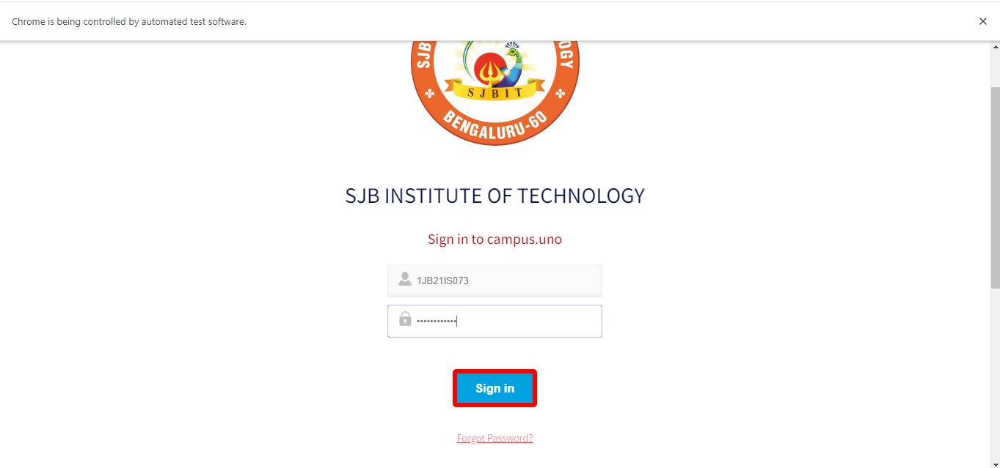 Chrome is being controlled by automated test software.
SJB
OGY
SJBIT
BENGALURU-60
SJB INSTITUTE OF TECHNOLOGY
Sign in to campus.uno
1JB21IS073
••••••••••••
Sign in
Forgot Password?